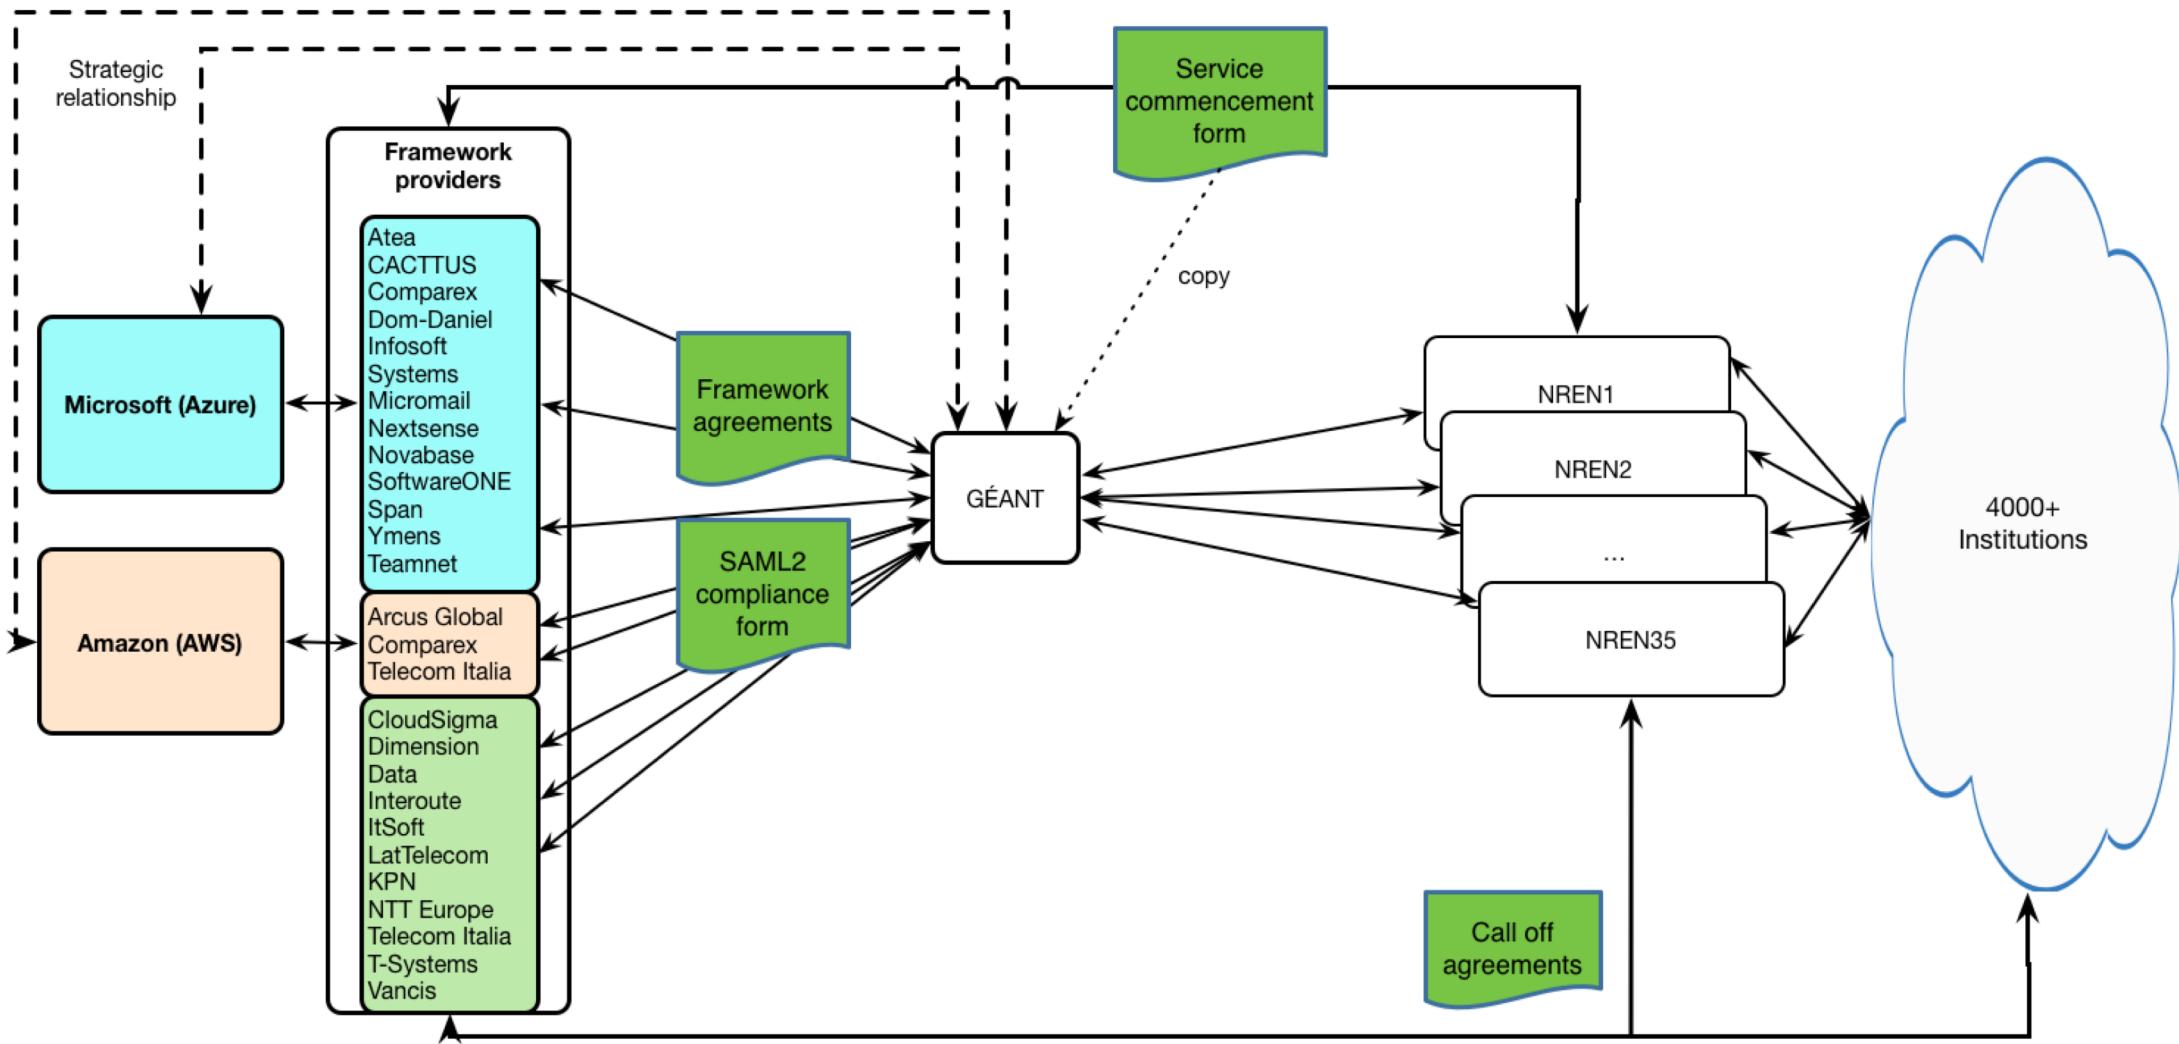 Strategic
relationship
Service
commencement
form
Framework
providers
Atea
CACTTUS
Comparex
Dom-Daniel
Infosoft
Systems
Micromail
Nextsense
Novabase
SoftwareONE
Span
Ymens
Teamnet
Arcus Global
Comparex
Telecom Italia
CloudSigma
Dimension
Data
Interoute
ItSoft
LatTelecom
KPN
NTT Europe
Telecom Italia
T-Systems
Vancis
Microsoft (Azure)
Amazon (AWS)
Framework
agreements
SAML2
compliance
form
copy
GÉANT
NREN1
NREN2
...
NREN35
4000+
Institutions
Call off
agreements